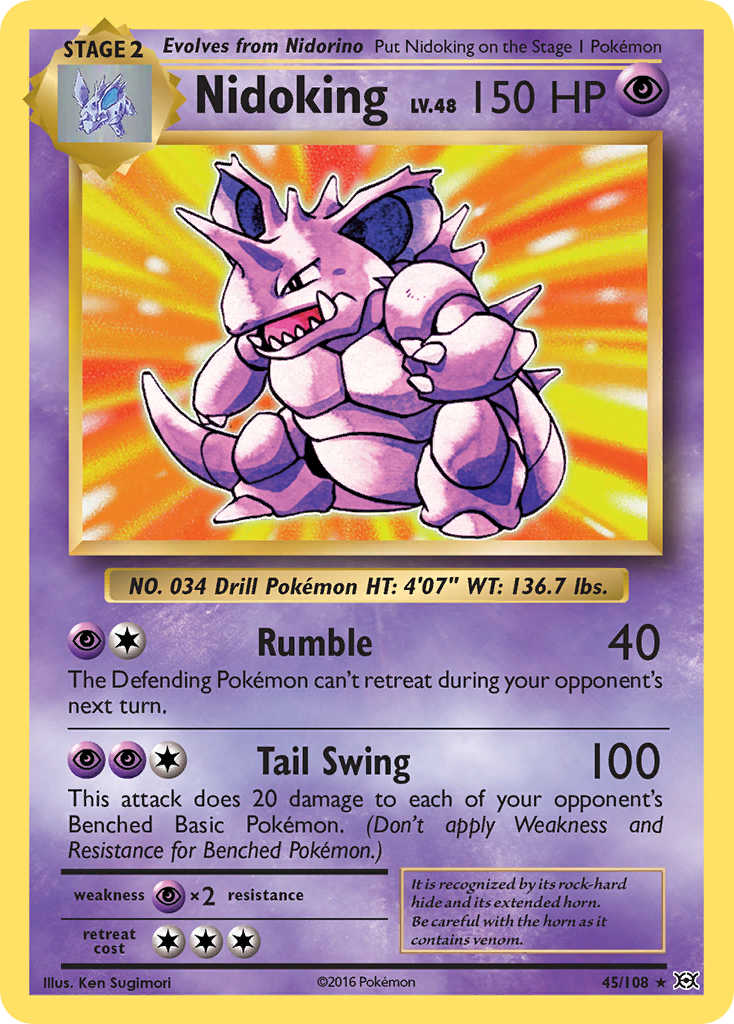 STAGE 2
Evolves from Nidorino Put Nidoking on the Stage 1 Pokémon
Nidoking LV.48 150 HP
NO. 034 Drill Pokémon HT: 4'07" WT: 136.7 lbs.
Rumble 40
The Defending Pokémon can't retreat during your opponent's
next turn.
Tail Swing 100
This attack does 20 damage to each of your opponent's
Benched Basic Pokémon. (Don't apply Weakness and
Resistance for Benched Pokémon.)
weakness ×2 resistance
retreat
cost
It is recognized by its rock-hard
hide and its extended horn.
Be careful with the horn as it
contains venom.
Illus. Ken Sugimori ©2016 Pokémon 45/108 ★